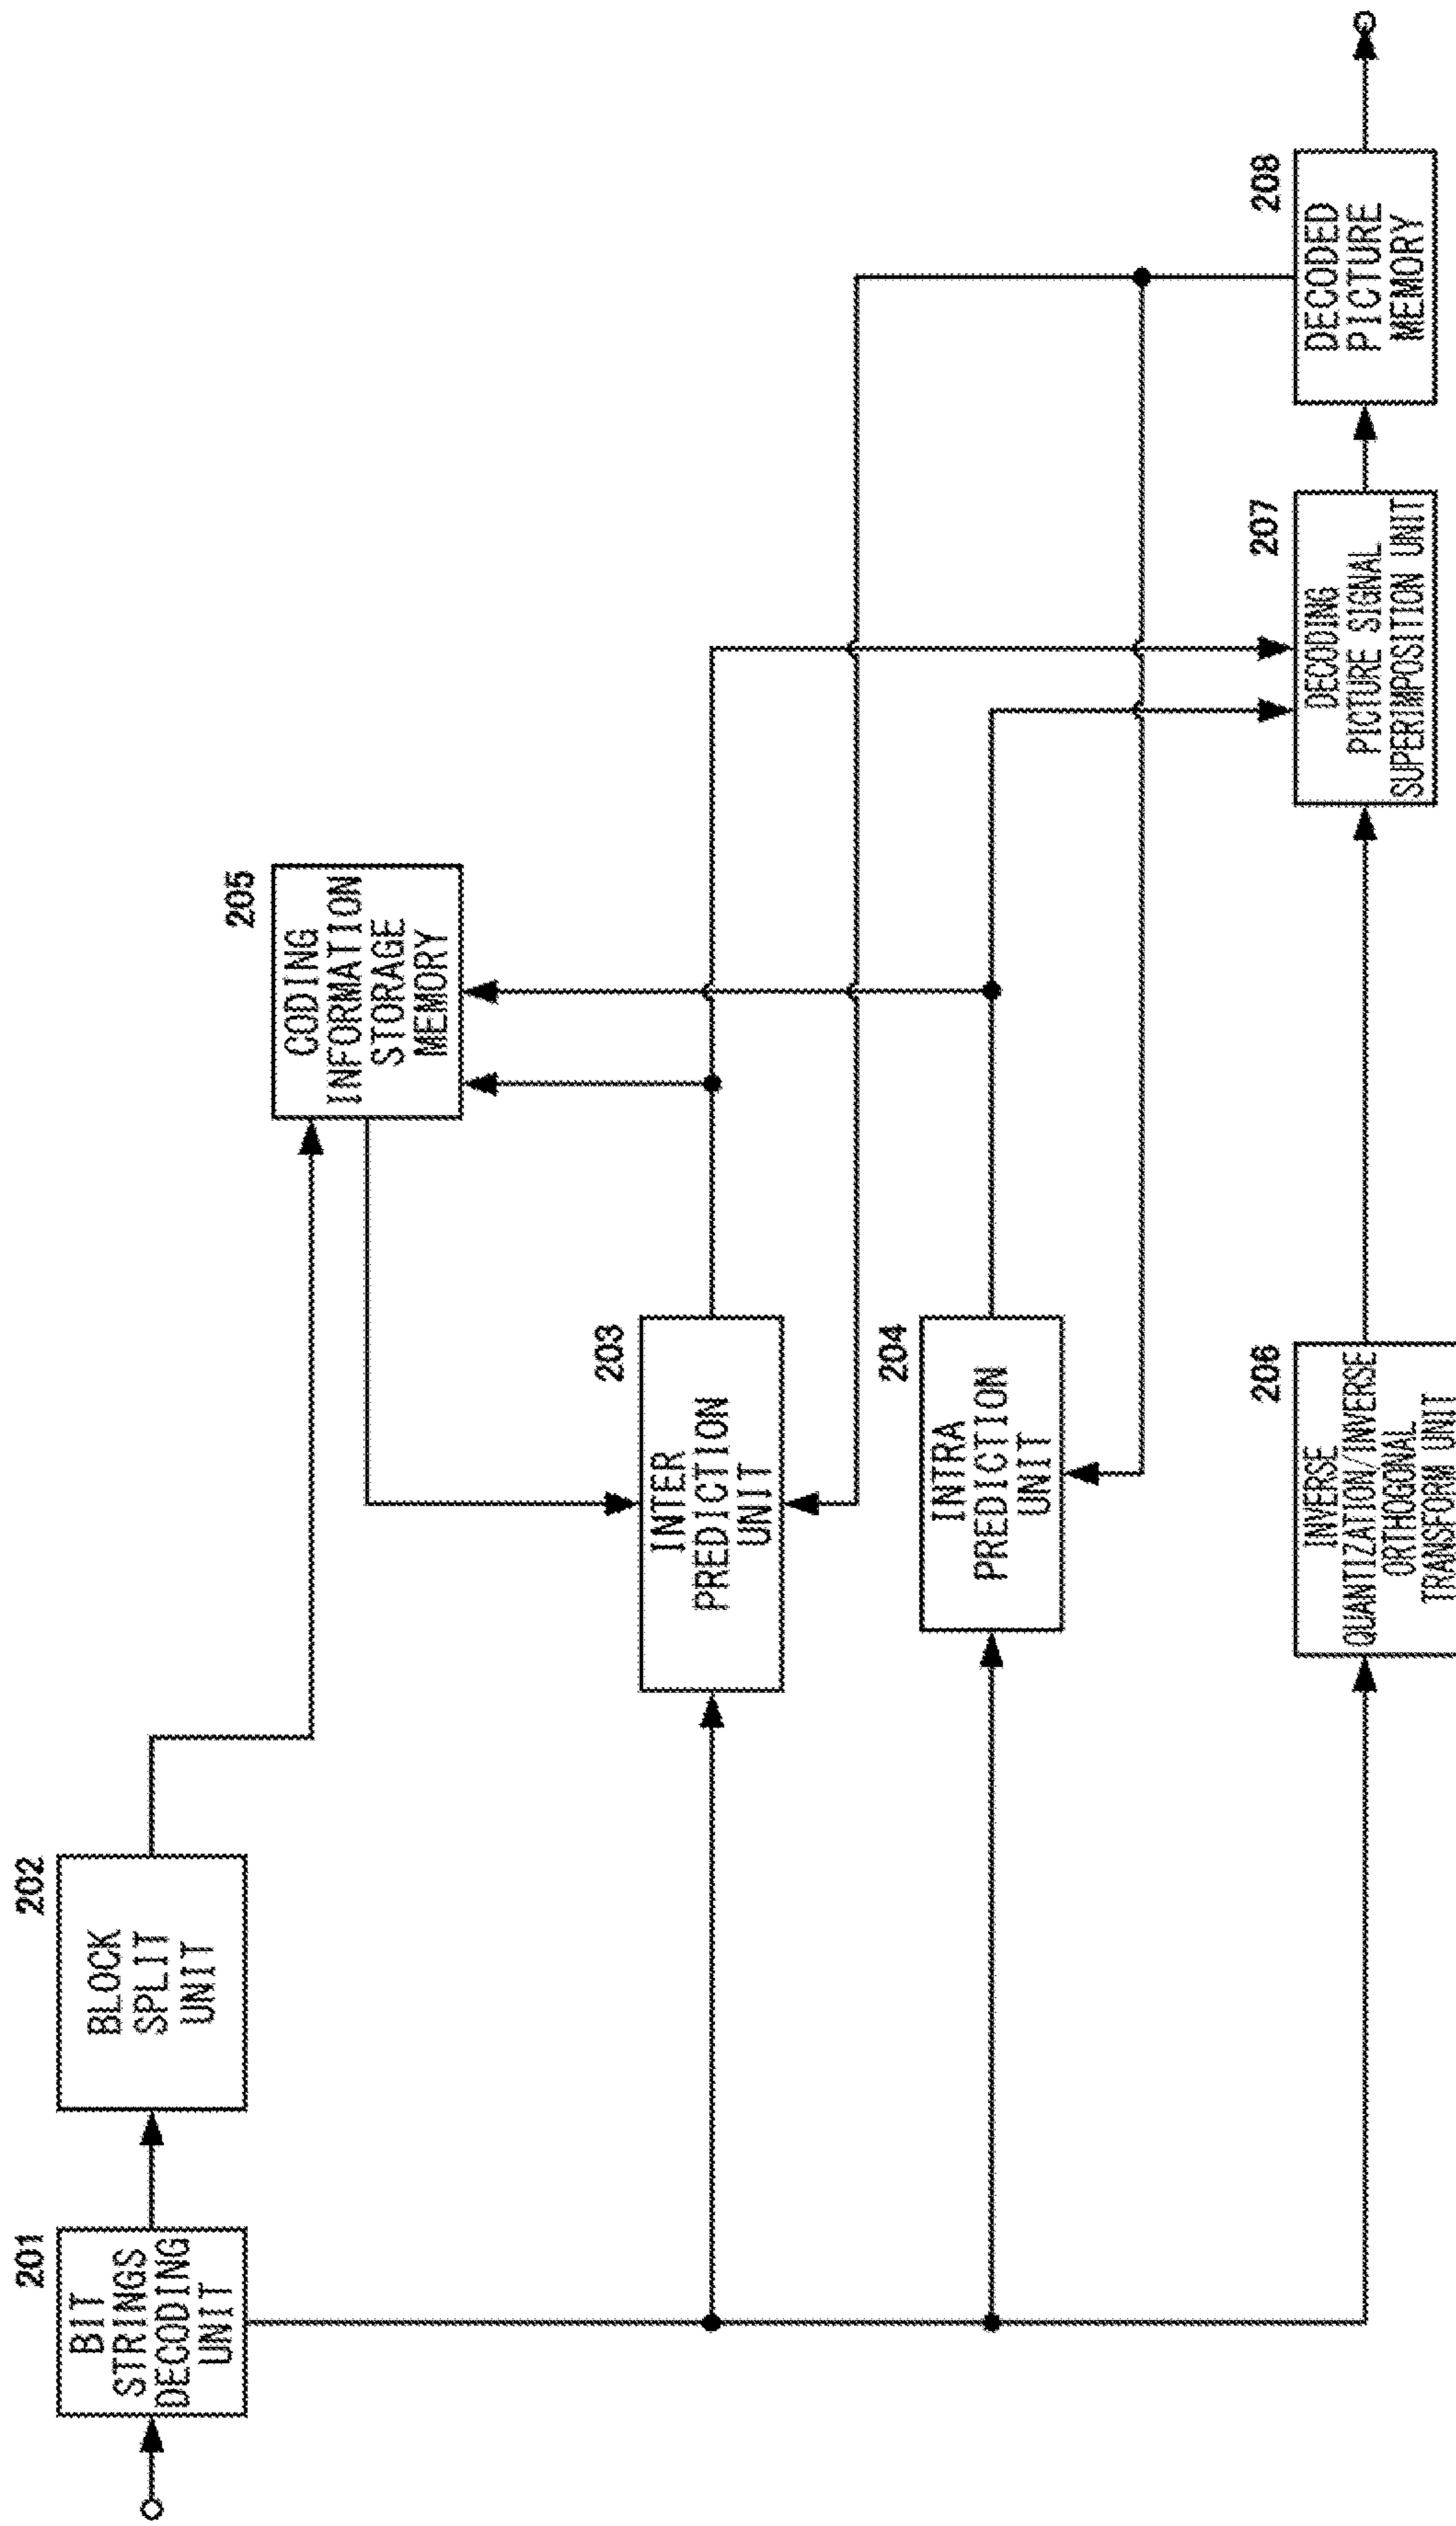 201
BIT
STRINGS
DECODING
UNIT
202
BLOCK
SPLIT
UNIT
205
CODING
INFORMATION
STORAGE
MEMORY
203
INTER
PREDICTION
UNIT
204
INTRA
PREDICTION
UNIT
206
INVERSE
QUANTIZATION/INVERSE
ORTHOGONAL
TRANSFORM UNIT
207
DECODING
PICTURE SIGNAL
SUPERIMPOSITION UNIT
208
DECODED
PICTURE
MEMORY